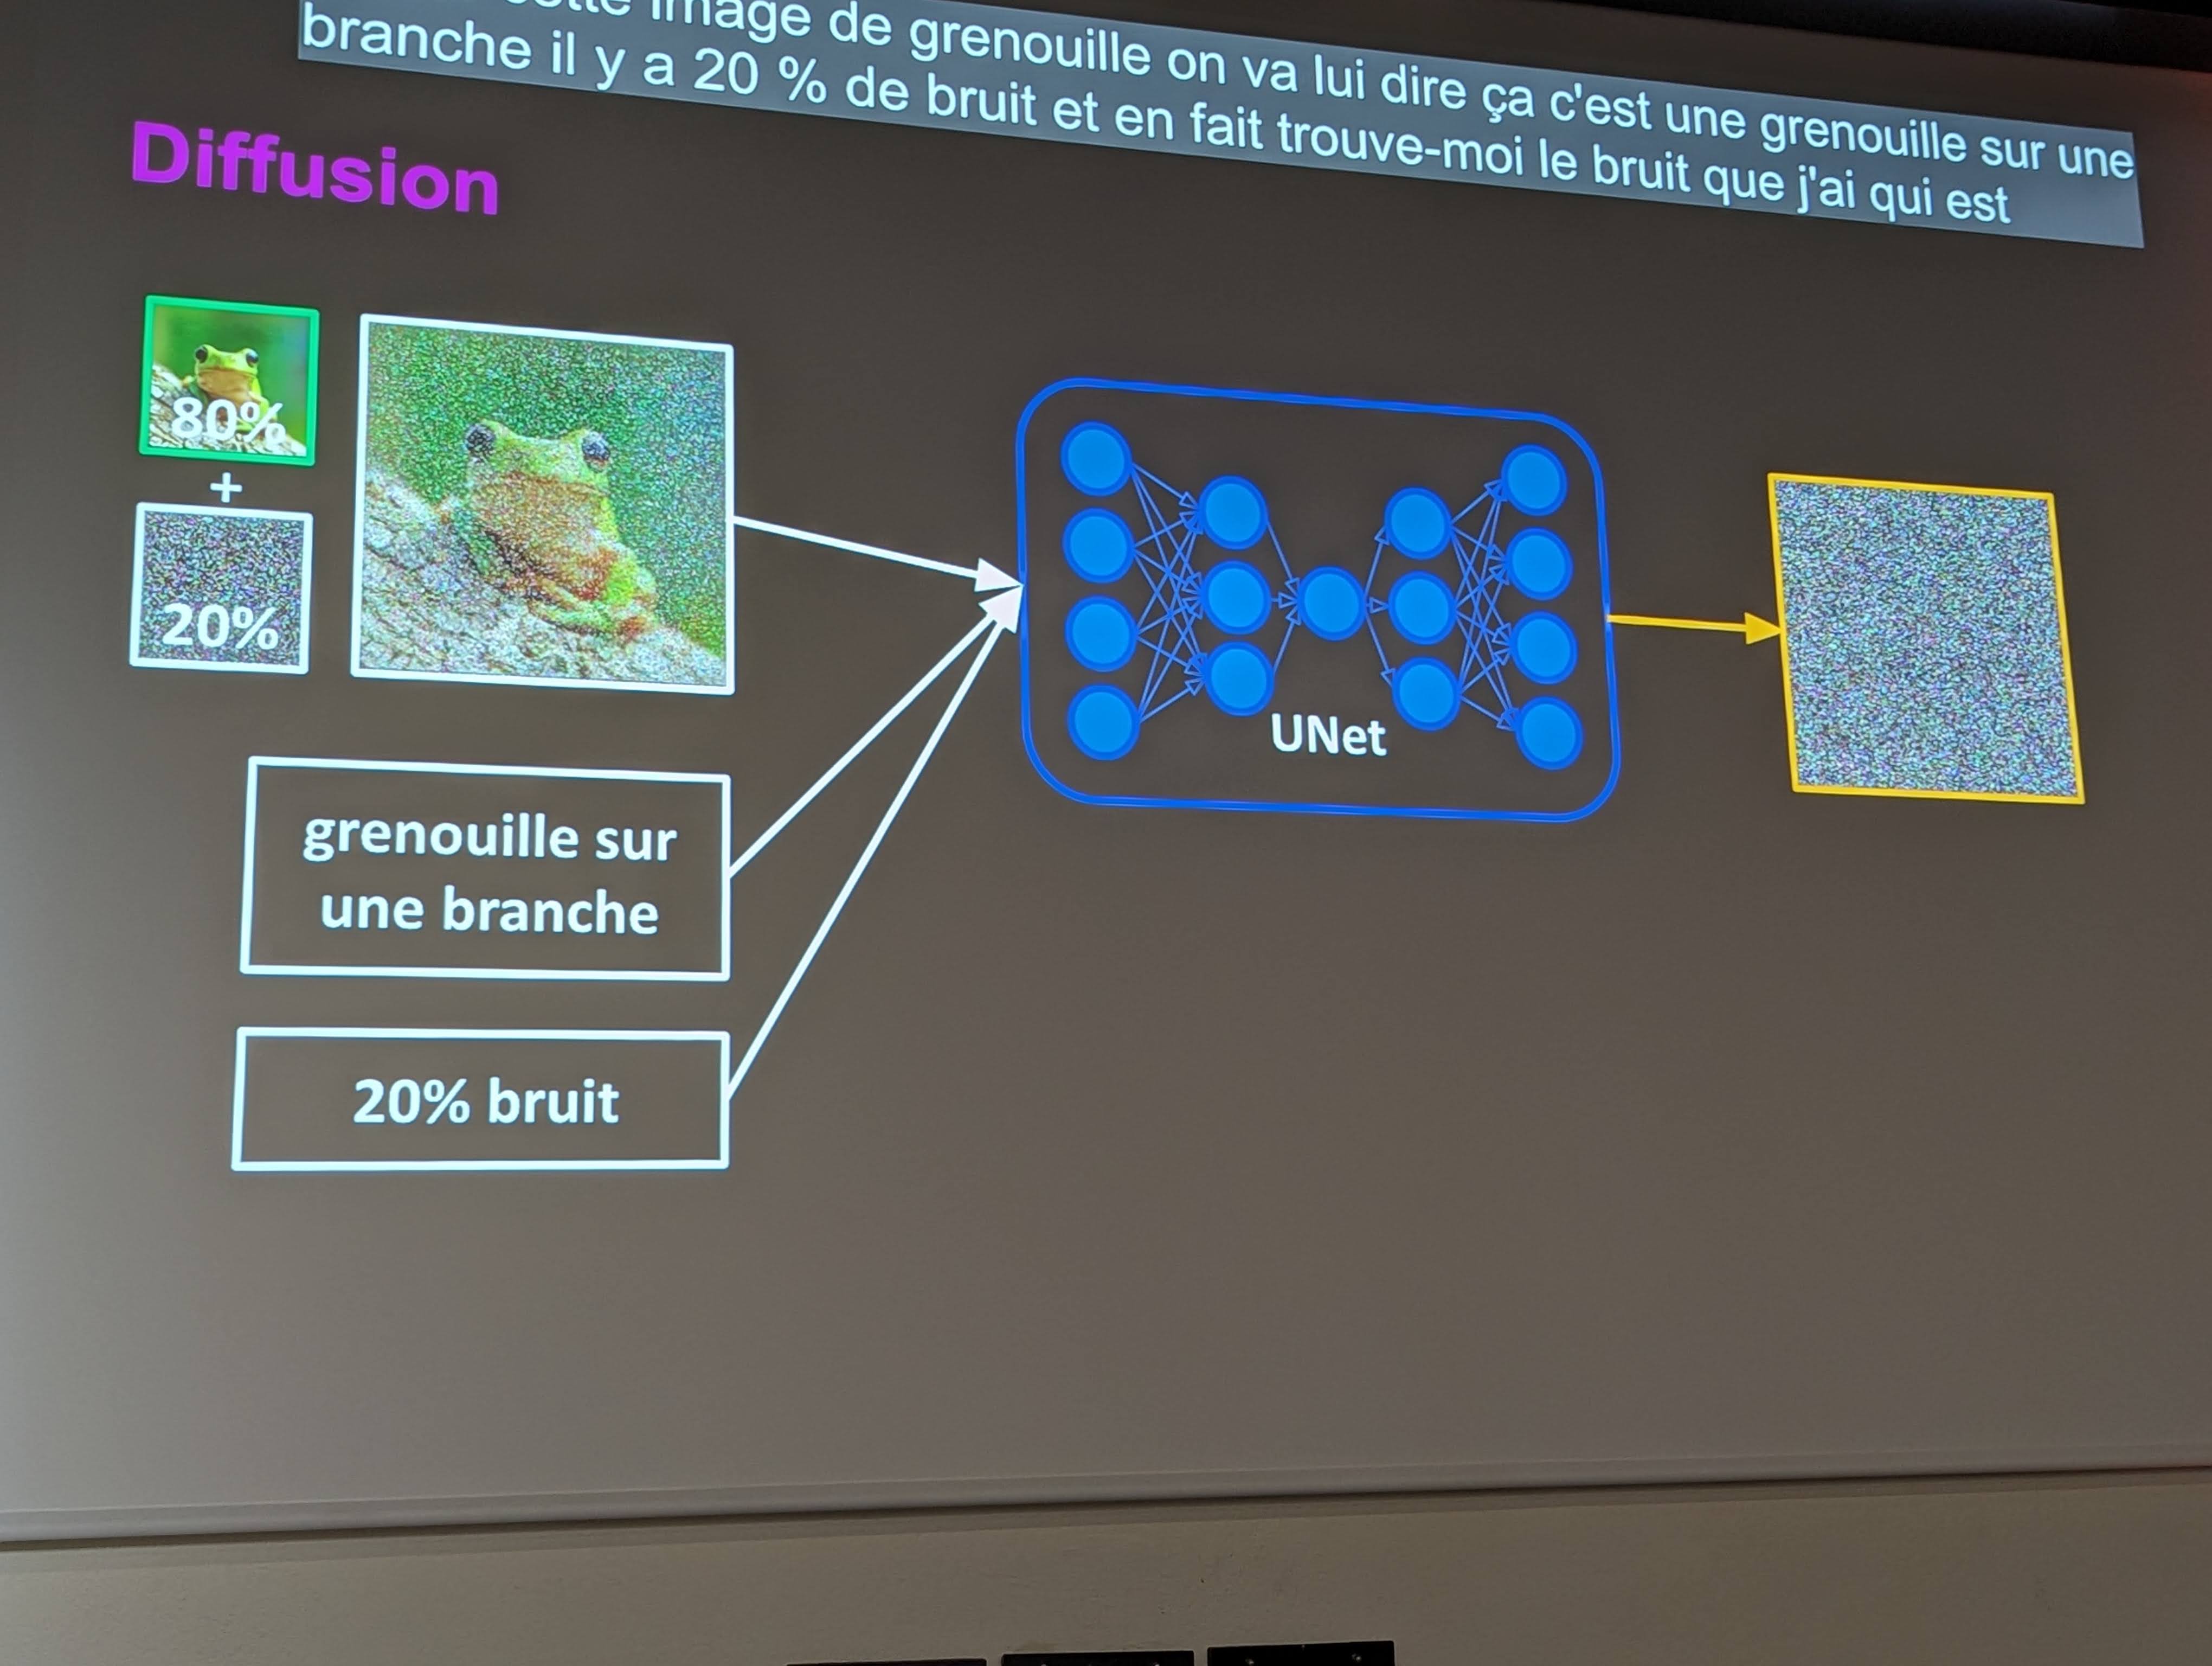 image de grenouille on va lui dire ça c'est une grenouille sur une
branche il y a 20 % de bruit et en fait trouve-moi le bruit que j'ai qui est
Diffusion
80%
+
20%
grenouille sur
une branche
20% bruit
UNet